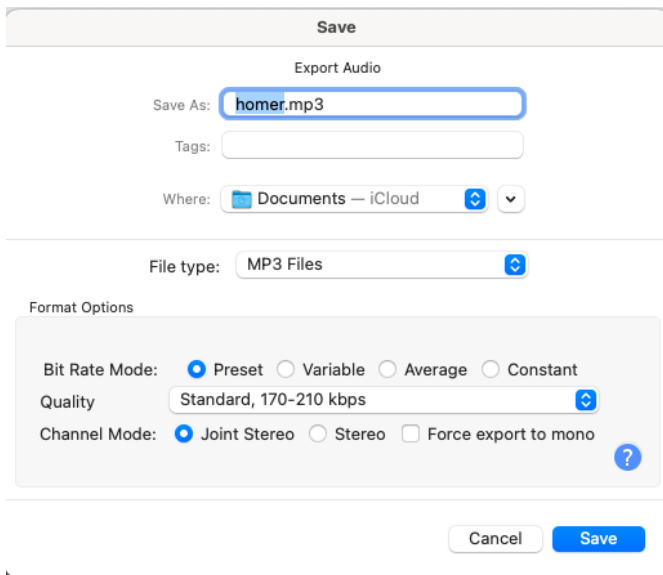 Save
Export Audio
Save As: homer.mp3
Tags:
Where: Documents — iCloud
File type: MP3 Files
Format Options
Bit Rate Mode: Preset Variable Average Constant
Quality Standard, 170-210 kbps
Channel Mode: Joint Stereo Stereo Force export to mono
?
Cancel Save